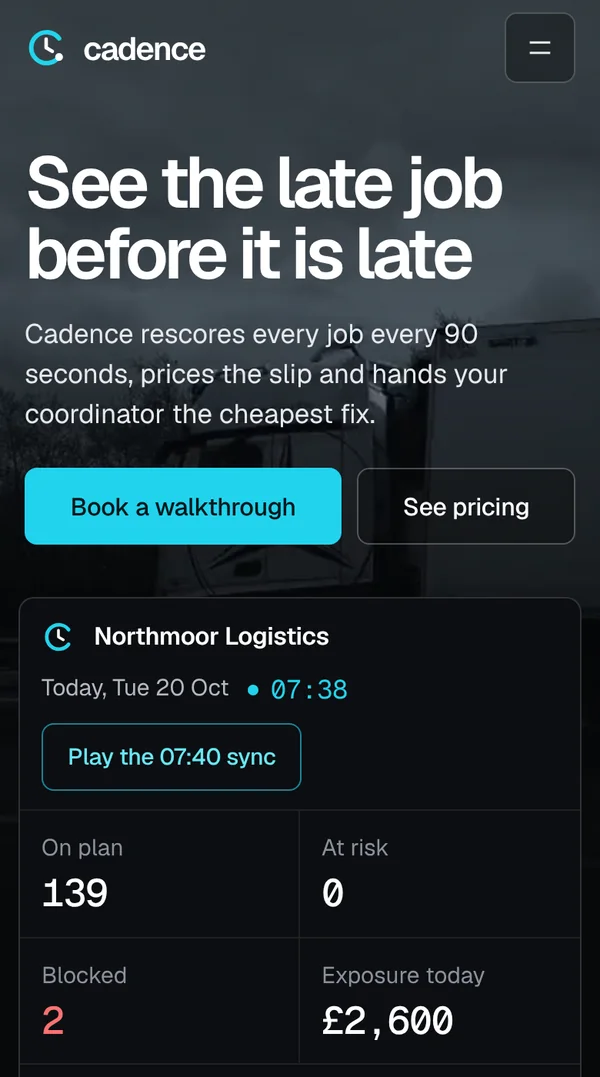 cadence
See the late job
before it is late
Cadence rescores every job every 90
seconds, prices the slip and hands your
coordinator the cheapest fix.
Book a walkthrough
See pricing
Northmoor Logistics
Today, Tue 20 Oct
07:38
Play the 07:40 sync
On plan
139
At risk
0
Blocked
2
Exposure today
£2,600